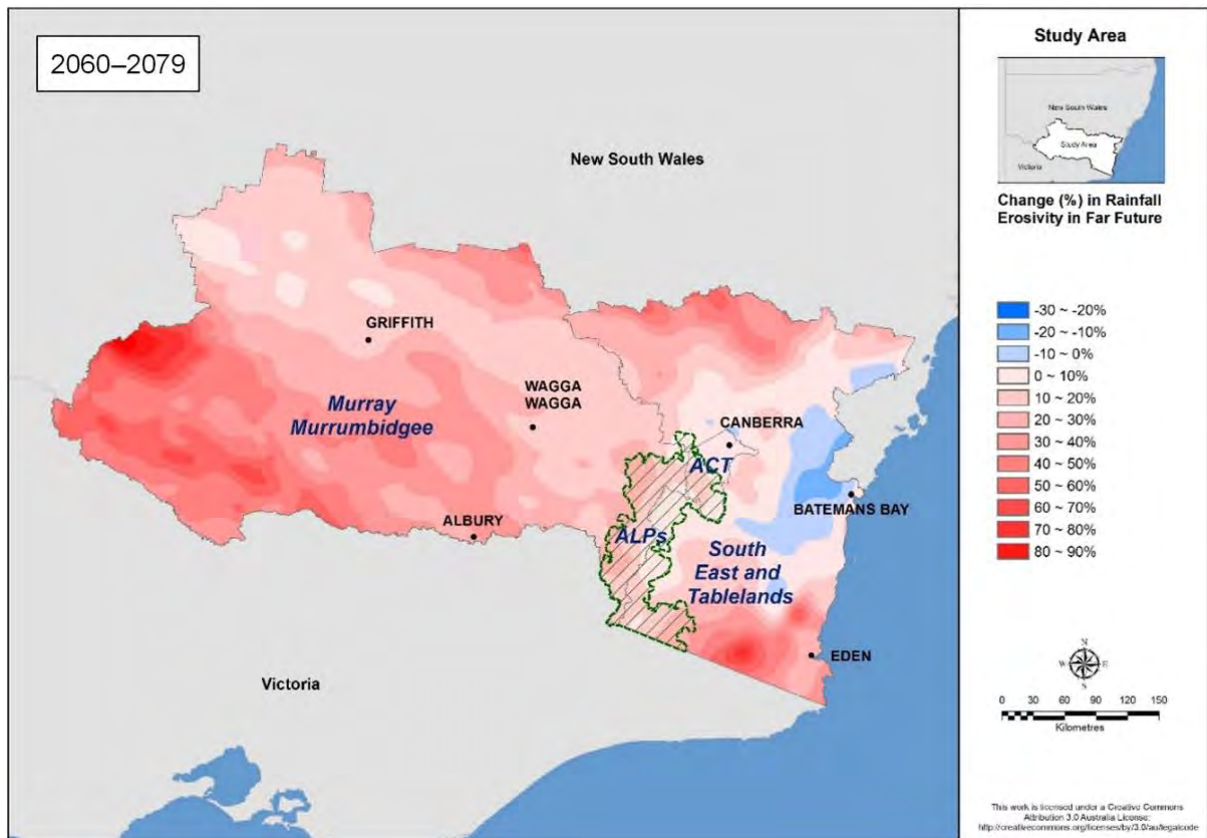 2060–2079
New South Wales
GRIFFITH
WAGGA
WAGGA
Murray
Murrumbidgee
CANBERRA
ACT
BATEMANS BAY
ALBURY
ALPs
South
East and
Tablelands
EDEN
Victoria
Study Area
New South Wales
Study Area
Victoria
Change (%) in Rainfall
Erosivity in Far Future
-30 ~ -20%
-20 ~ -10%
-10 ~ 0%
0 ~ 10%
10 ~ 20%
20 ~ 30%
30 ~ 40%
40 ~ 50%
50 ~ 60%
60 ~ 70%
70 ~ 80%
80 ~ 90%
N
W E
S
0 30 60 90 120 150
Kilometres
This work is licensed under a Creative Commons
Attribution 3.0 Australia License:
http://creativecommons.org/licenses/by/3.0/au/legalcode